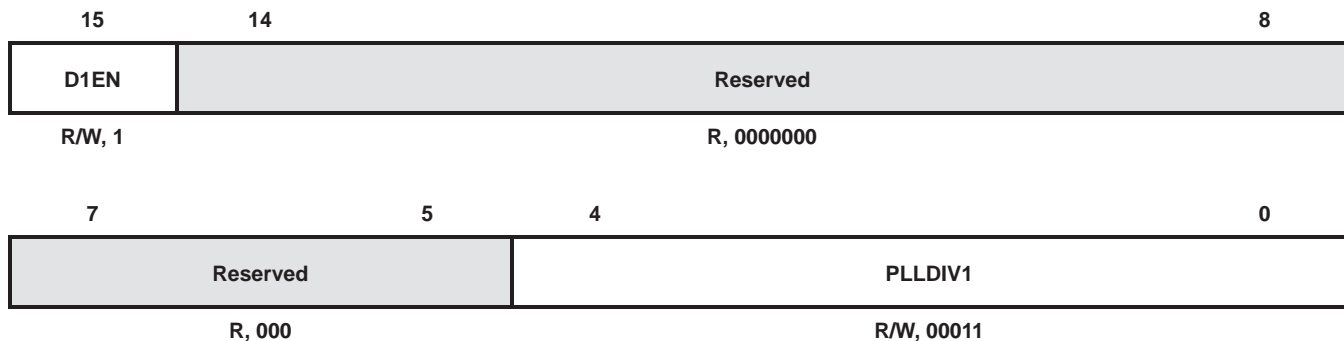 15 14 8
D1EN Reserved
R/W, 1 R, 0000000
7 5 4 0
Reserved PLLDIV1
R, 000 R/W, 00011